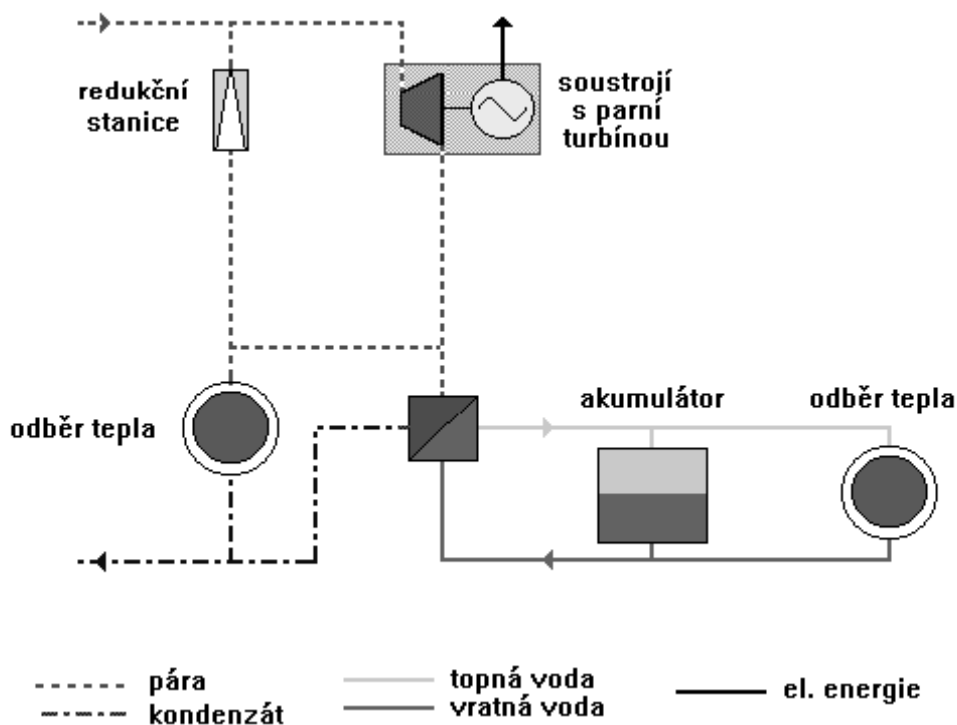 redukční
stanice
soustrojí
s parní
turbínou
odběr tepla
akumulátor
odběr tepla
pára
kondenzát
topná voda
vratná voda
el. energie